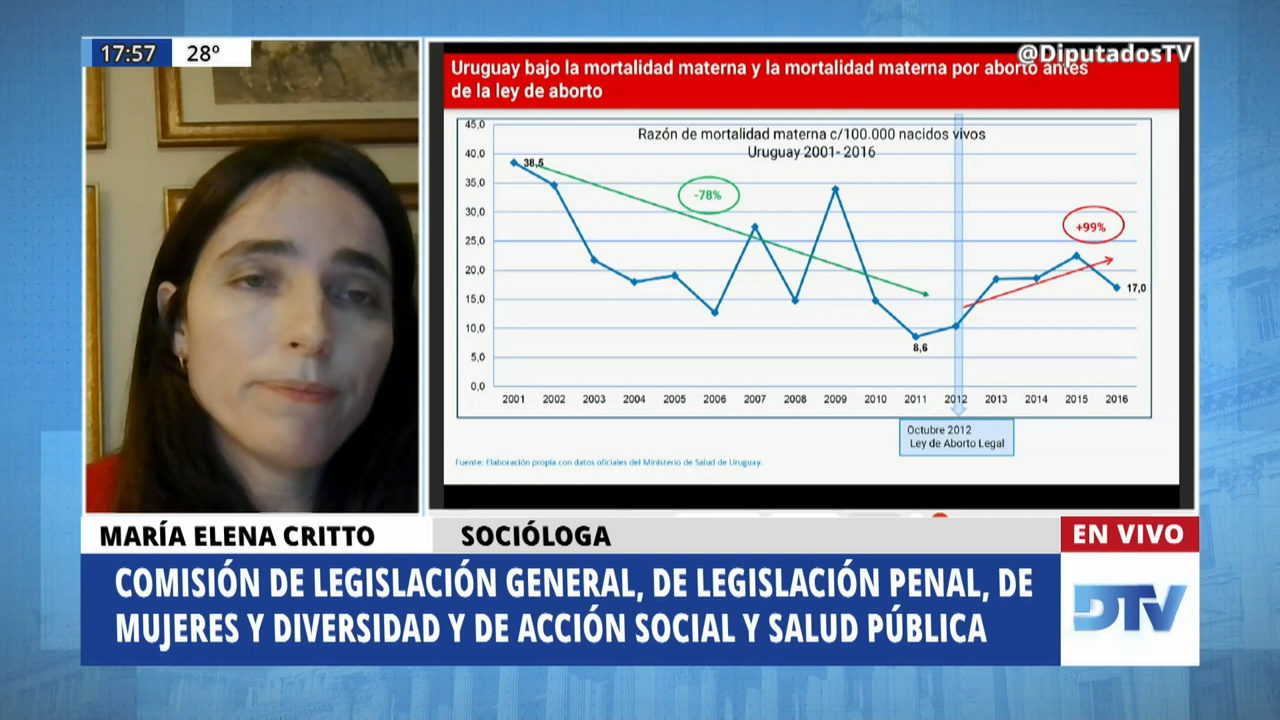 17:57 28°
@DiputadosTV
Uruguay bajo la mortalidad materna y la mortalidad materna por aborto antes
de la ley de aborto
Razón de mortalidad materna c/100.000 nacidos vivos
Uruguay 2001- 2016
45,0
40,0
35,0
30,0
25,0
20,0
15,0
10,0
5,0
0,0
38,5
-78%
+99%
17,0
8,6
2001 2002 2003 2004 2005 2006 2007 2008 2009 2010 2011 2012 2013 2014 2015 2016
Octubre 2012
Ley de Aborto Legal
Fuente: Elaboración propia con datos oficiales del Ministerio de Salud de Uruguay.
MARÍA ELENA CRITTO SOCIÓLOGA
EN VIVO
COMISIÓN DE LEGISLACIÓN GENERAL, DE LEGISLACIÓN PENAL, DE
MUJERES Y DIVERSIDAD Y DE ACCIÓN SOCIAL Y SALUD PÚBLICA
DTV